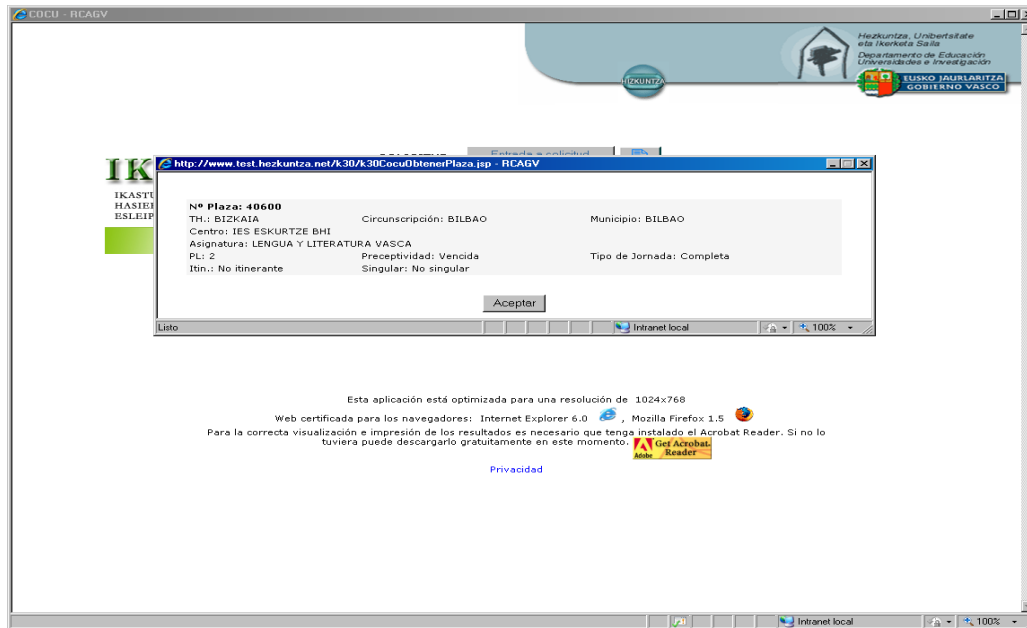 COCU - RCAGV
Hezkuntza, Unibertsitate
eta Ikerketa Saila
Departamento de Educación
Universidades e Investigación
EUSKO JAURLARITZA
GOBIERNO VASCO
HIZKUNTZA
Entrada a solicitud
IK
IKASTU
HASIER
ESLEIP
http://www.test.hezkuntza.net/k30/k30CocuObtenerPlaza.jsp - RCAGV
Nº Plaza: 40600
TH.: BIZKAIA Circunscripción: BILBAO Municipio: BILBAO
Centro: IES ESKURTZE BHI
Asignatura: LENGUA Y LITERATURA VASCA
PL: 2 Preceptividad: Vencida Tipo de Jornada: Completa
Itin.: No itinerante Singular: No singular
Aceptar
Listo Intranet local 100%
Esta aplicación está optimizada para una resolución de 1024x768
Web certificada para los navegadores: Internet Explorer 6.0 , Mozilla Firefox 1.5
Para la correcta visualización e impresión de los resultados es necesario que tenga instalado el Acrobat Reader. Si no lo
tuviera puede descargarlo gratuitamente en este momento. Get Acrobat
Adobe Reader
Privacidad
Intranet local 100%